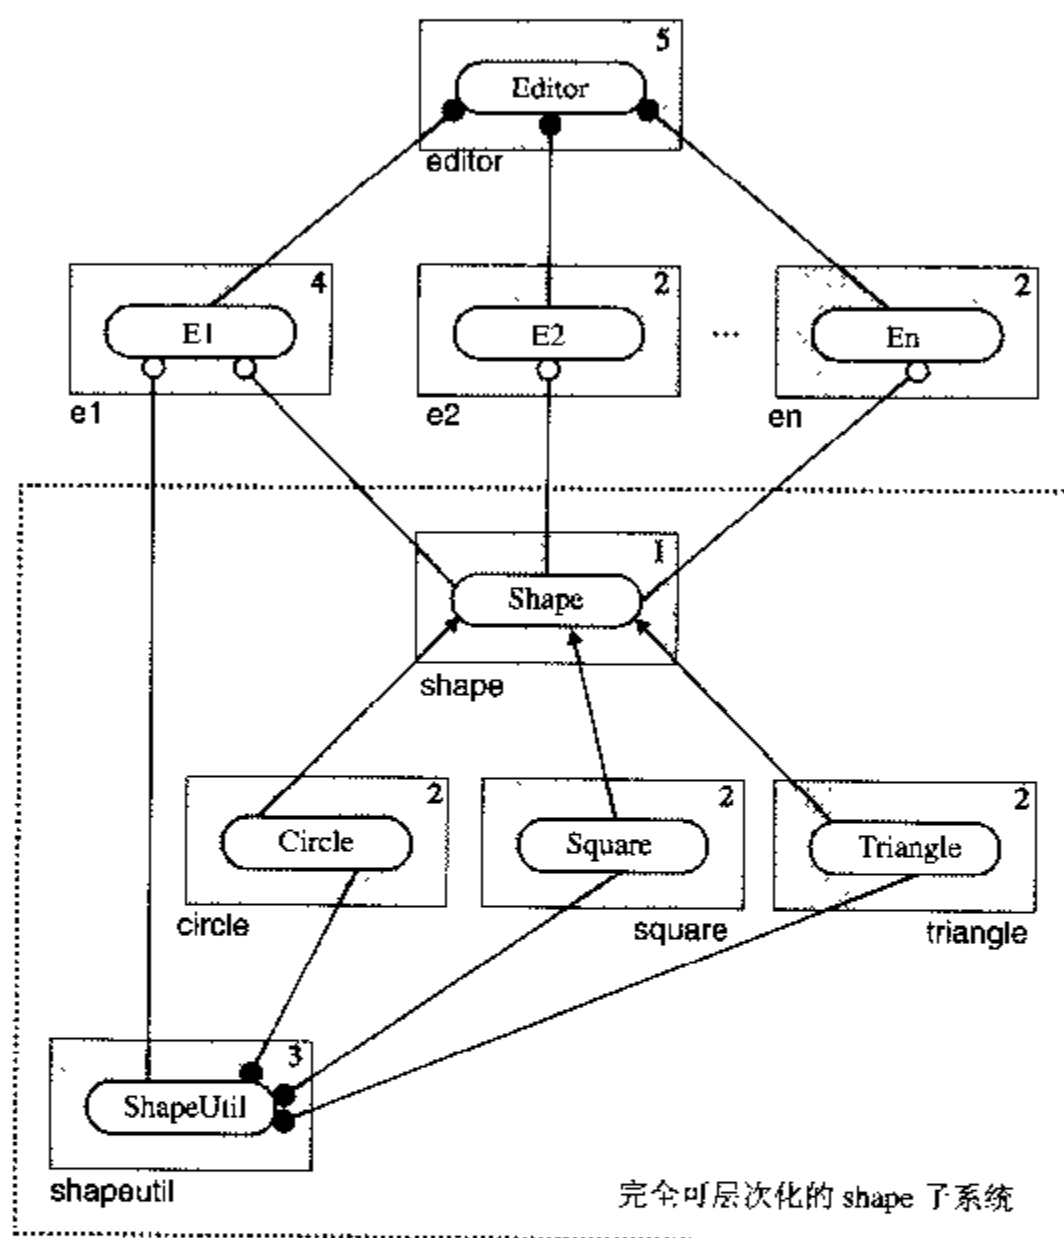 5
Editor
editor
4
E1
e1
2
E2
e2
...
2
En
en
1
Shape
shape
2
Circle
circle
2
Square
square
2
Triangle
triangle
3
ShapeUtil
shapeutil
完全可层次化的 shape 子系统